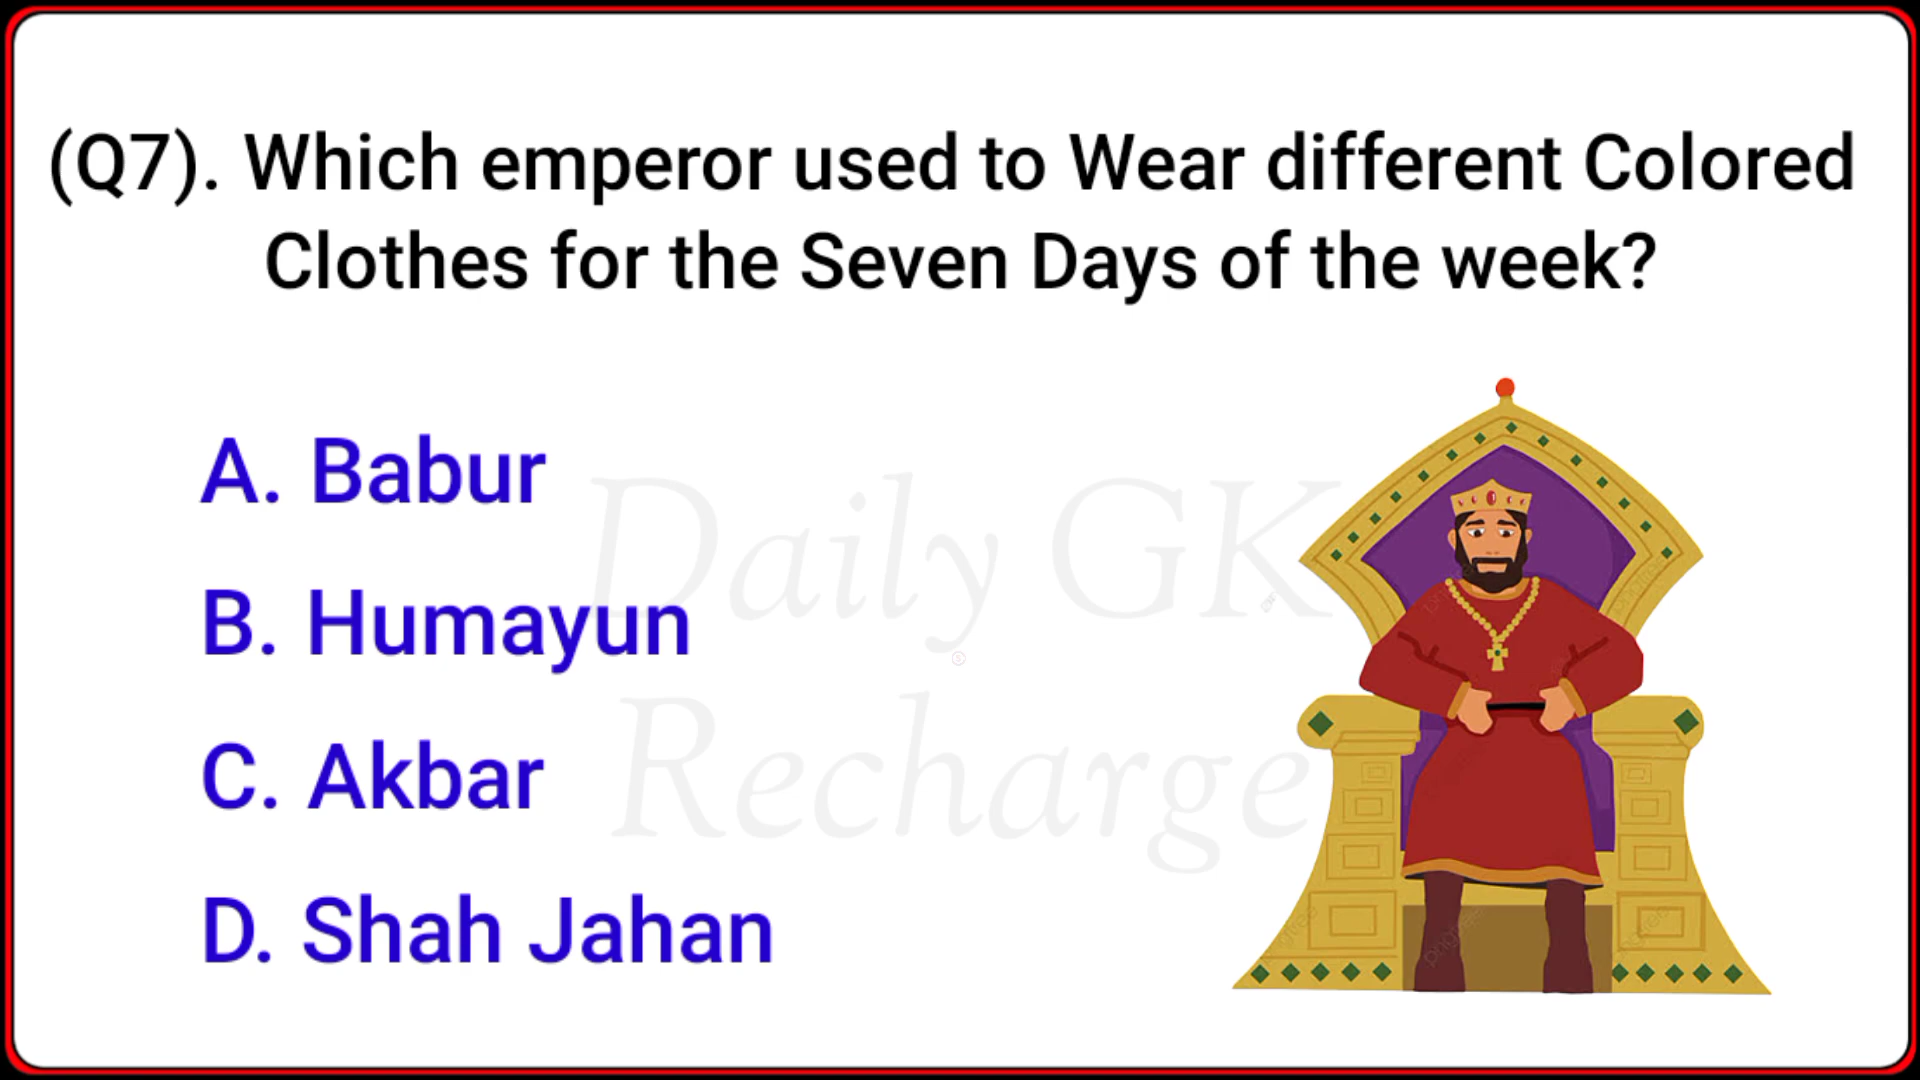 (Q7). Which emperor used to Wear different Colored
Clothes for the Seven Days of the week?
A. Babur
B. Humayun
C. Akbar
D. Shah Jahan
Daily GK
Recharge